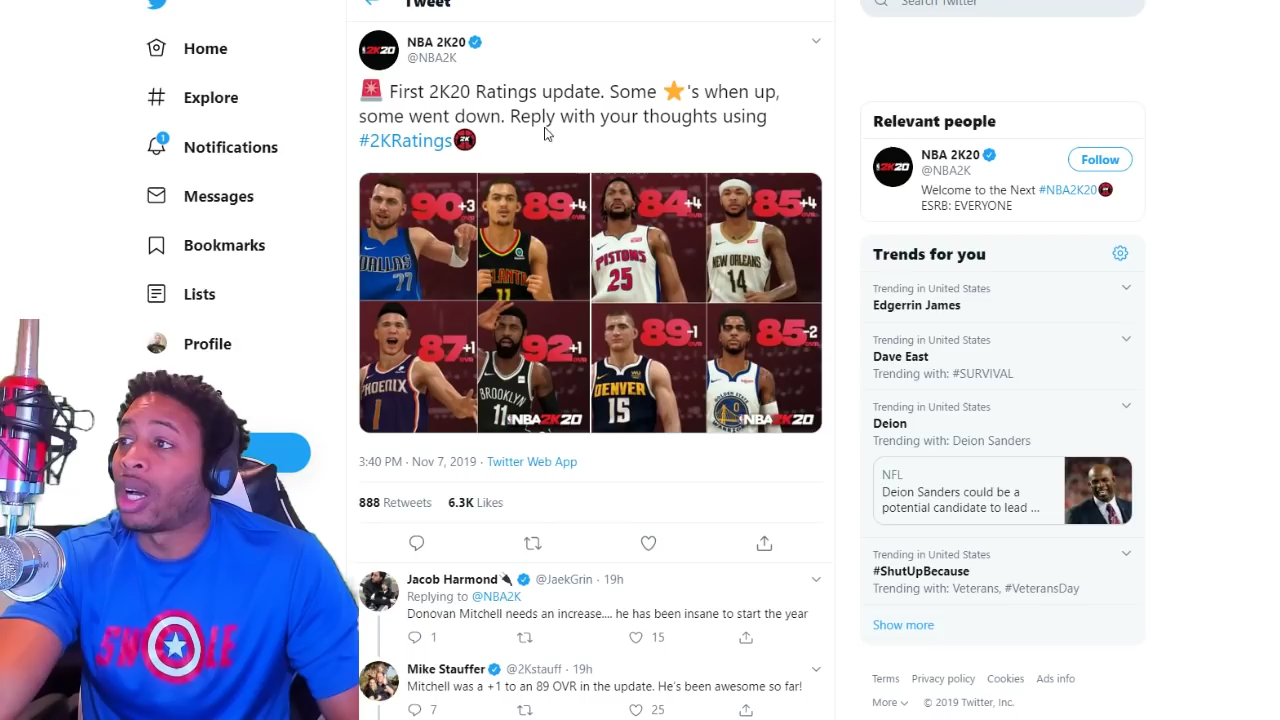 Tweet
Search Twitter
Home
Explore
1
Notifications
Messages
Bookmarks
Lists
Profile
NBA 2K20
@NBA2K
🚨 First 2K20 Ratings update. Some ⭐'s when up,
some went down. Reply with your thoughts using
#2KRatings
90+3
89+4
84+4
85+4
OVR
DALLAS
77
ATLANTA
11
PISTONS
25
NEW ORLEANS
14
87+1
92+1
89-1
85-2
PHOENIX
1
BROOKLYN
11
NBA2K20
DENVER
15
0
NBA2K20
3:40 PM · Nov 7, 2019 · Twitter Web App
888 Retweets 6.3K Likes
Jacob Harmond @JaekGrin · 19h
Replying to @NBA2K
Donovan Mitchell needs an increase.... he has been insane to start the year
1
15
Mike Stauffer @2Kstauff · 19h
Mitchell was a +1 to an 89 OVR in the update. He's been awesome so far!
7
25
Relevant people
NBA 2K20
@NBA2K
Follow
Welcome to the Next #NBA2K20
ESRB: EVERYONE
Trends for you
Trending in United States
Edgerrin James
Trending in United States
Dave East
Trending with: #SURVIVAL
Trending in United States
Deion
Trending with: Deion Sanders
NFL
Deion Sanders could be a
potential candidate to lead ...
Trending in United States
#ShutUpBecause
Trending with: Veterans, #VeteransDay
Show more
Terms Privacy policy Cookies Ads info
More © 2019 Twitter, Inc.